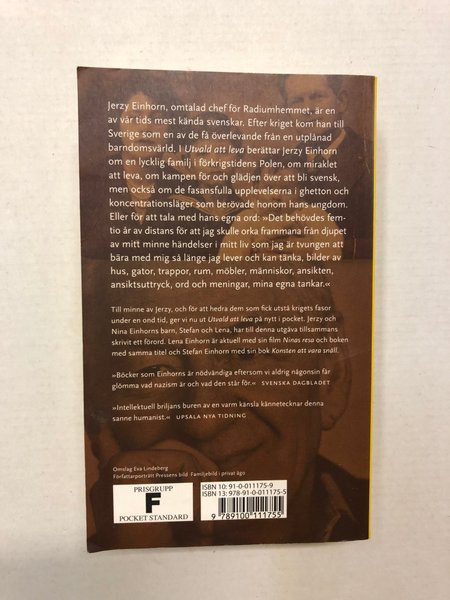 Jerzy Einhorn, omtalad chef för Radiumhemmet, är en
av vår tids mest kända svenskar. Efter kriget kom han till
Sverige som en av de få överlevande från en utplånad
barndomsvärld. I Utvald att leva berättar Jerzy Einhorn
om en lycklig familj i förkrigstidens Polen, om miraklet
att leva, om kampen för och glädjen över att bli svensk,
men också om de fasansfulla upplevelserna i ghetton och
koncentrationsläger som berövade honom hans ungdom.
Eller för att tala med hans egna ord: »Det behövdes fem-
tio år av distans för att jag skulle orka frammana från djupet
av mitt minne händelser i mitt liv som jag är tvungen att
bära med mig så länge jag lever och kan tänka, bilder av
hus, gator, trappor, rum, möbler, människor, ansikten,
ansiktsuttryck, ord och meningar, mina egna tankar.«
Till minne av Jerzy, och för att hedra dem som fick utstå krigets fasor
under en ond tid, ger vi nu ut Utvald att leva på nytt i pocket. Jerzy och
Nina Einhorns barn, Stefan och Lena, har till denna utgåva tillsammans
skrivit ett förord. Lena Einhorn är aktuell med sin film Ninas resa och boken
med samma titel och Stefan Einhorn med sin bok Konsten att vara snäll.
»Böcker som Einhorns är nödvändiga eftersom vi aldrig någonsin får
glömma vad nazism är och vad den står för.« SVENSKA DAGBLADET
»Intellektuell briljans buren av en varm känsla kännetecknar denna
sanne humanist.« UPSALA NYA TIDNING
Omslag Eva Lindeberg
Författarporträtt Pressens bild Familjebild i privat ägo
PRISGRUPP
F
POCKET STANDARD
ISBN 10: 91-0-011175-9
ISBN 13: 978-91-0-011175-5
9 789100 111755